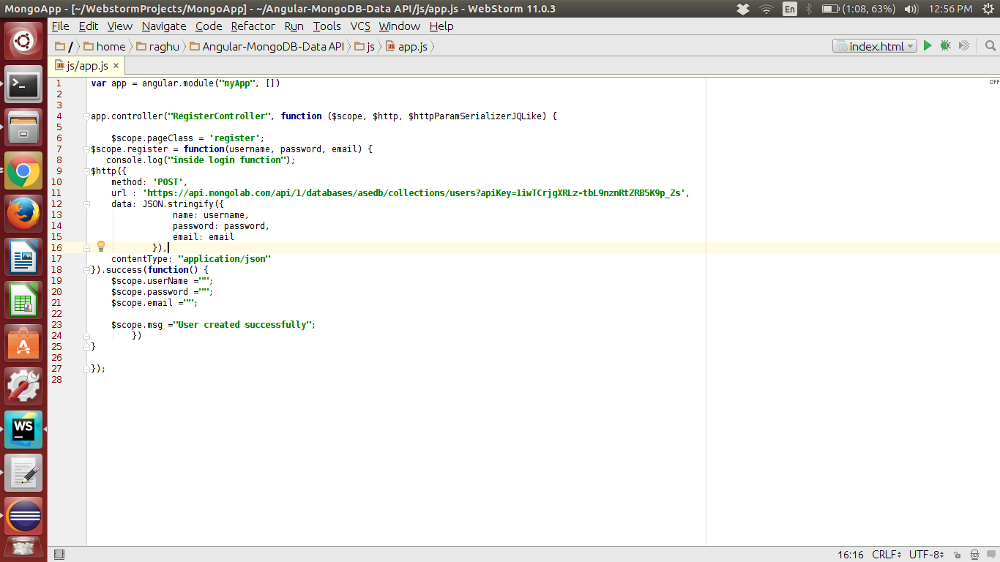 MongoApp - [~/WebstormProjects/MongoApp] - ~/Angular-MongoDB-Data API/js/app.js - WebStorm 11.0.3 En (1:08, 63%) 12:56 PM
File Edit View Navigate Code Refactor Run Tools VCS Window Help
/ home raghu Angular-MongoDB-Data API js app.js index.html
js/app.js ×
OFF
1 var app = angular.module("myApp", [])
2
3
4 app.controller("RegisterController", function ($scope, $http, $httpParamSerializerJQLike) {
5
6 $scope.pageClass = 'register';
7 $scope.register = function(username, password, email) {
8 console.log("inside login function");
9 $http({
10 method: 'POST',
11 url : 'https://api.mongolab.com/api/1/databases/asedb/collections/users?apiKey=1iwTCrjgXRLz-tbL9nznRtZRB5K9p_Zs',
12 data: JSON.stringify({
13 name: username,
14 password: password,
15 email: email
16 }),
17 contentType: "application/json"
18 }).success(function() {
19 $scope.userName ="";
20 $scope.password ="";
21 $scope.email ="";
22
23 $scope.msg ="User created successfully";
24 })
25 }
26
27 });
28
WS
16:16 CRLF UTF-8